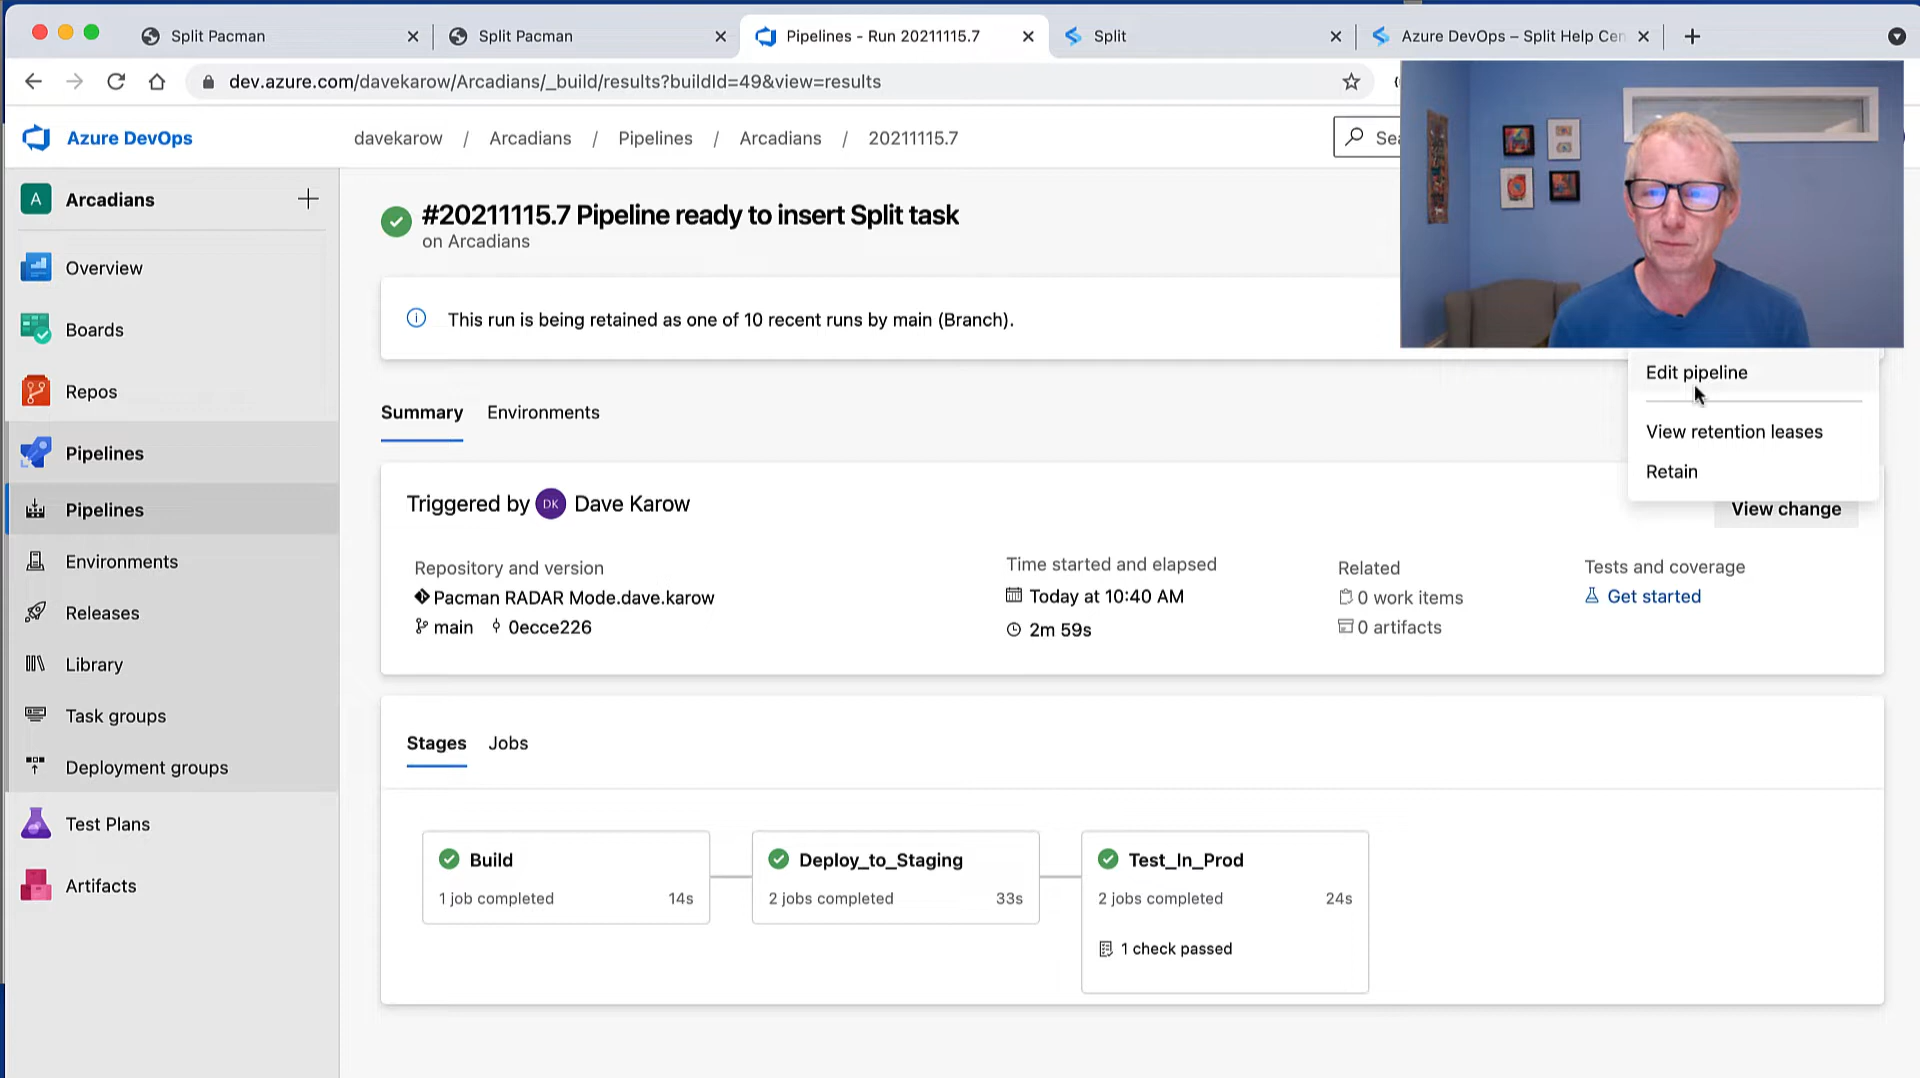 Split Pacman
Split Pacman
Pipelines - Run 20211115.7
Split
Azure DevOps – Split Help Cen
dev.azure.com/davekarow/Arcadians/_build/results?buildId=49&view=results
Azure DevOps
davekarow / Arcadians / Pipelines / Arcadians / 20211115.7
Sea
A Arcadians
#20211115.7 Pipeline ready to insert Split task
on Arcadians
Overview
Boards
Repos
Pipelines
Pipelines
Environments
Releases
Library
Task groups
Deployment groups
Test Plans
Artifacts
This run is being retained as one of 10 recent runs by main (Branch).
Edit pipeline
View retention leases
Retain
Summary Environments
Triggered by DK Dave Karow
View change
Repository and version
Pacman RADAR Mode.dave.karow
main 0ecce226
Time started and elapsed
Today at 10:40 AM
2m 59s
Related
0 work items
0 artifacts
Tests and coverage
Get started
Stages Jobs
Build
1 job completed 14s
Deploy_to_Staging
2 jobs completed 33s
Test_In_Prod
2 jobs completed 24s
1 check passed